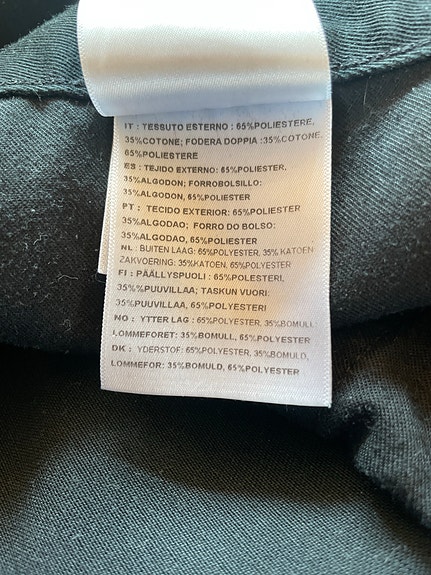 IT : TESSUTO ESTERNO : 65%POLIESTERE,
35%COTONE; FODERA DOPPIA :35%COTONE,
65%POLIESTERE
ES : TEJIDO EXTERNO: 65%POLIESTER,
35%ALGODON; FORROBOLSILLO:
35%ALGODON, 65%POLIESTER
PT : TECIDO EXTERIOR: 65%POLIESTER
35%ALGODAO; FORRO DO BOLSO:
35%ALGODAO, 65%POLIESTER
NL : BUITEN LAAG: 65%POLYESTER, 35% KATOEN
ZAKVOERING: 35%KATOEN, 65%POLYESTER
FI : PÄÄLLYSPUOLI : 65%POLESTERI,
35%%PUUVILLAA; TASKUN VUORI:
35%PUUVILLAA, 65%POLYESTERI
NO : YTTER LAG : 65%POLYESTER, 35%BOMULL
LOMMEFORET: 35%BOMULL, 65%POLYESTER
DK : YDERSTOF: 65%POLYESTER, 35%BOMULD,
LOMMEFOR: 35%BOMULD, 65%POLYESTER